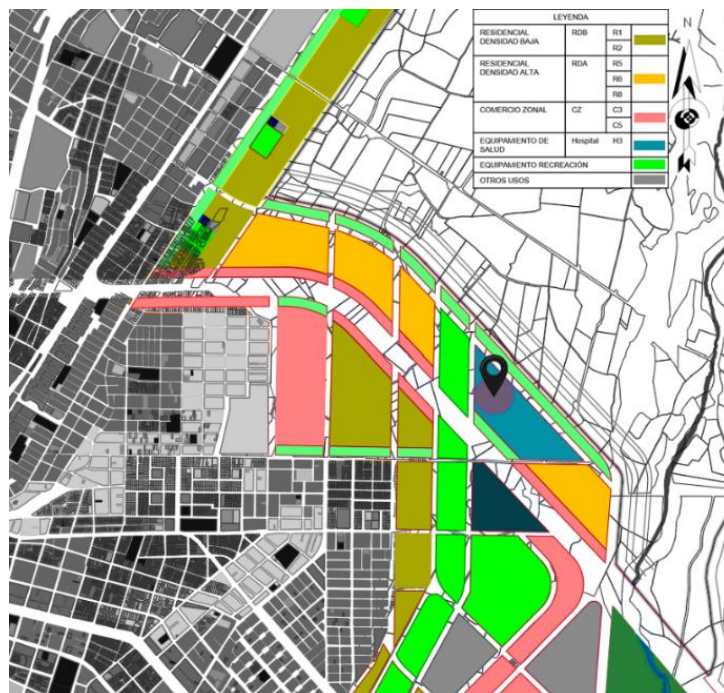 LEYENDA
N
RESIDENCIAL DENSIDAD BAJA RDB R1
R2
RESIDENCIAL DENSIDAD ALTA RDA R5
R6
R8
COMERCIO ZONAL CZ C3
C5
EQUIPAMIENTO DE SALUD Hospital H3
EQUIPAMIENTO RECREACIÓN
OTROS USOS